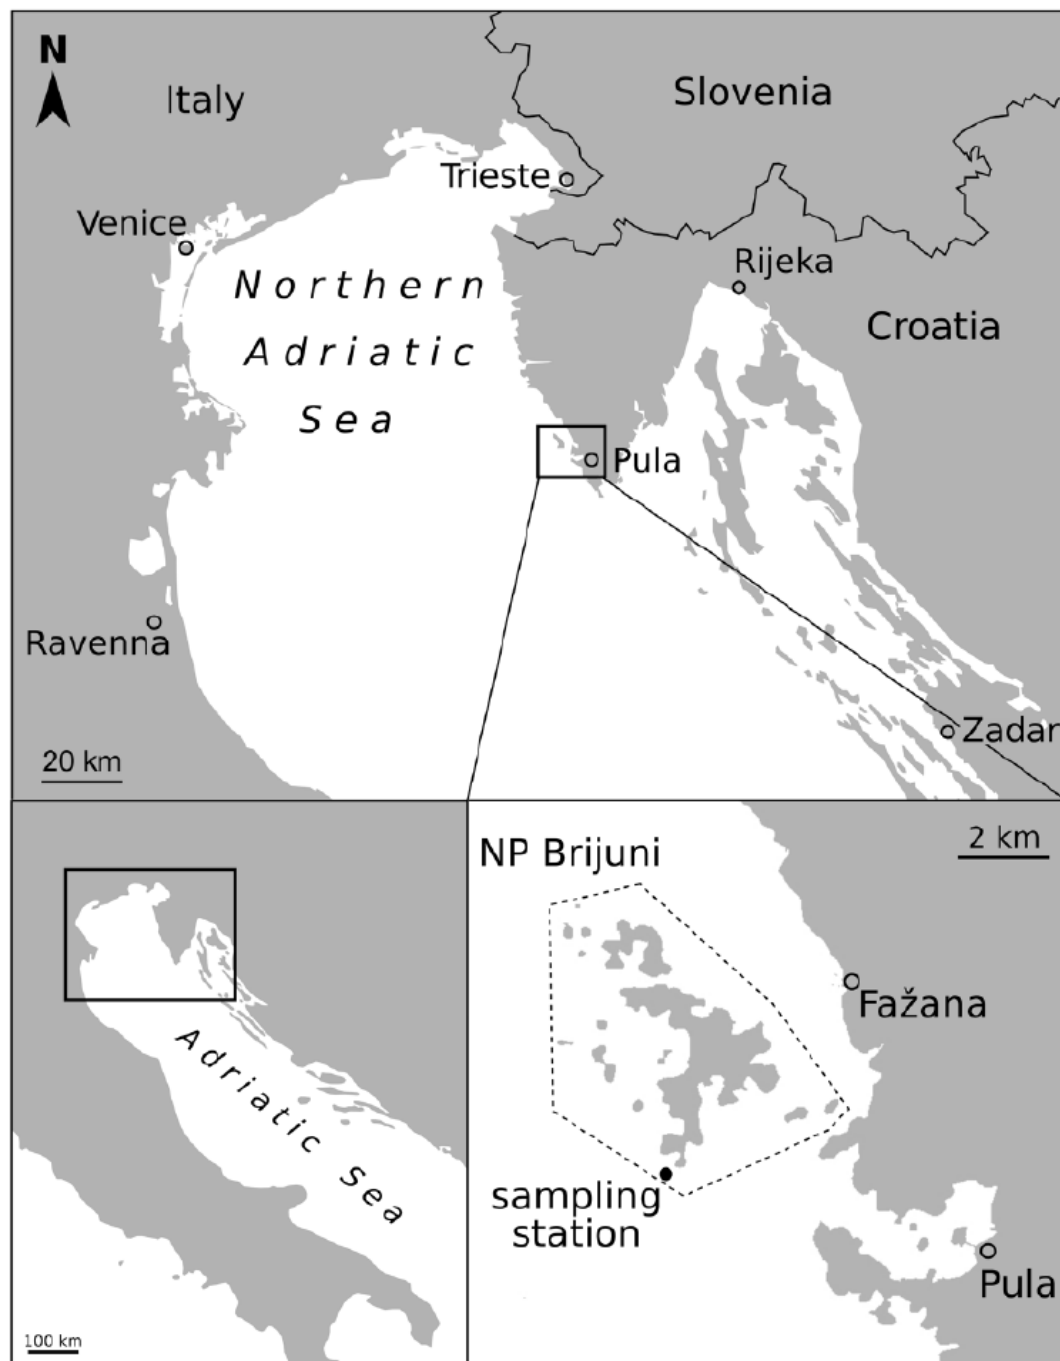 N
Italy
Slovenia
Trieste
Venice
Rijeka
Northern
Adriatic
Sea
Croatia
Pula
Ravenna
Zadar
20 km
Adriatic Sea
100 km
NP Brijuni
2 km
Fažana
sampling
station
Pula